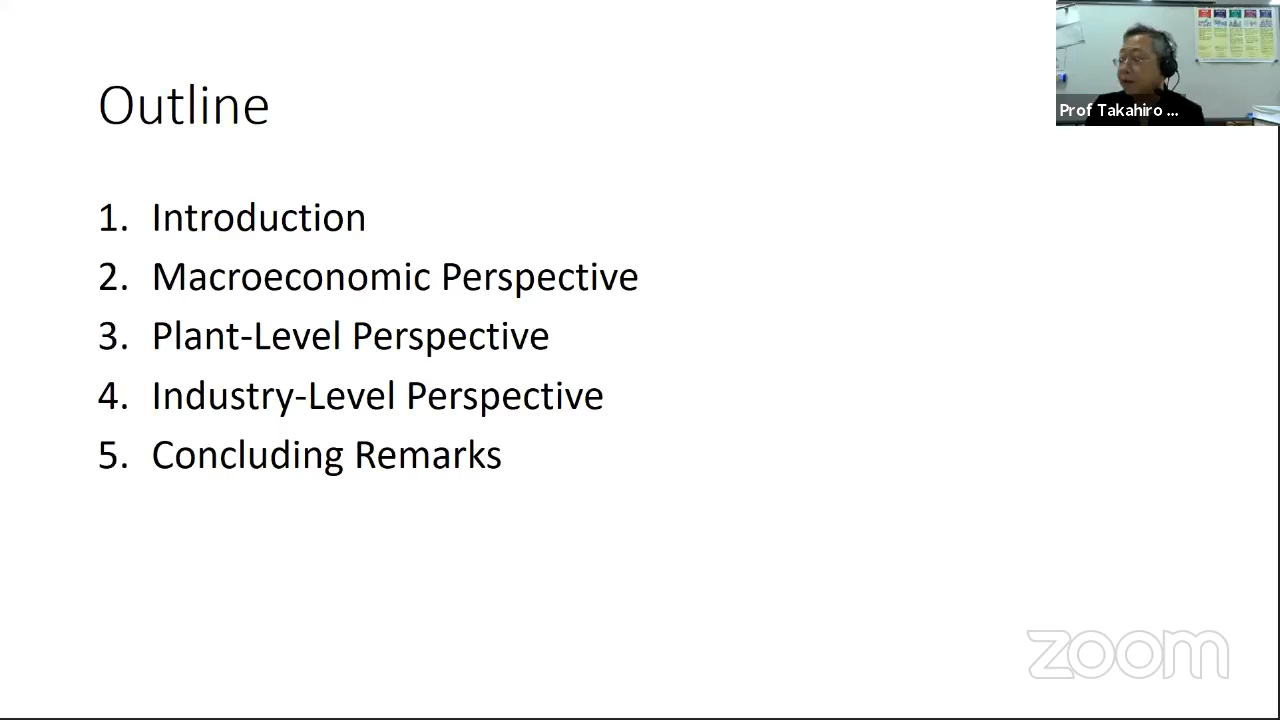 Outline
1. Introduction
2. Macroeconomic Perspective
3. Plant-Level Perspective
4. Industry-Level Perspective
5. Concluding Remarks
Prof Takahiro ...
zoom